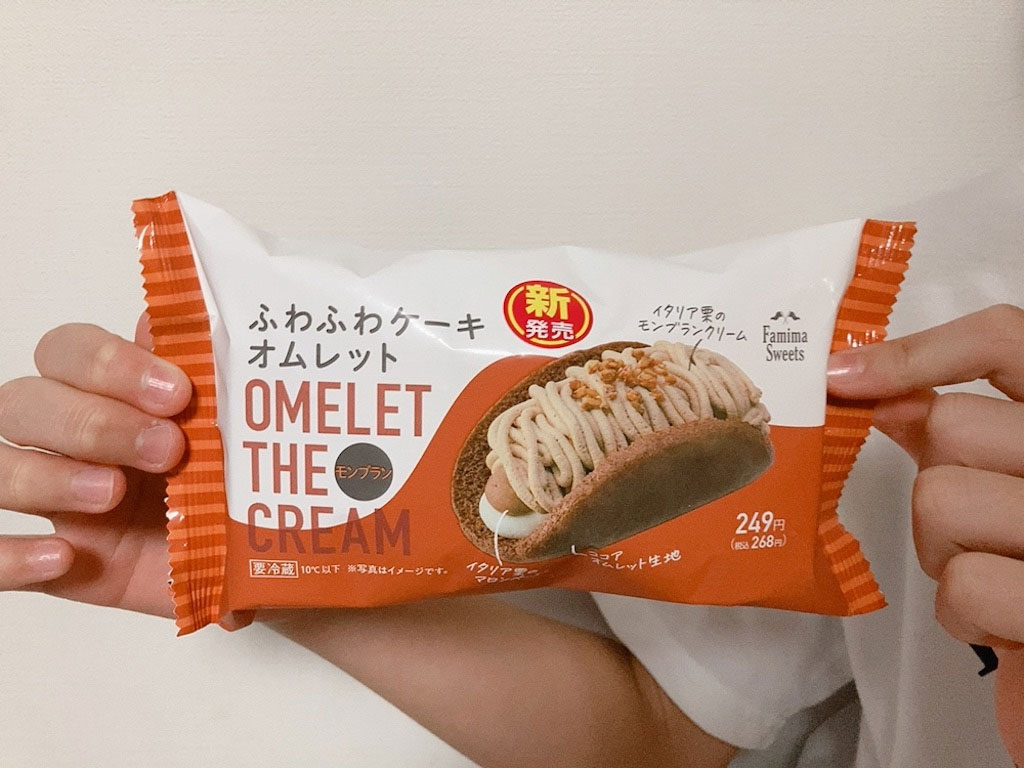 ふわふわケーキ
オムレット
OMELET
THE
モンブラン
CREAM
要冷蔵 10℃以下 ※写真はイメージです。
新
発売
イタリア栗の
モンブランクリーム
Famima
Sweets
イタリア栗の
ココア
オムレット生地
249円
(税込268円)